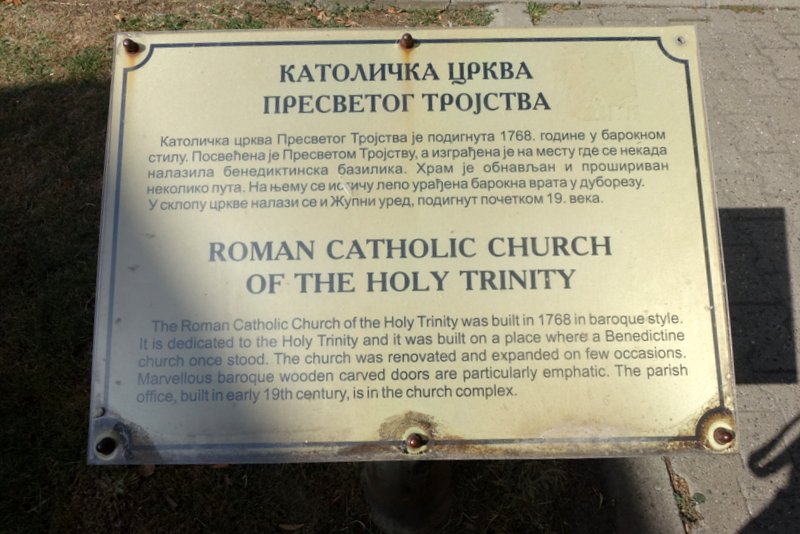 КАТОЛИЧКА ЦРКВА
ПРЕСВЕТОГ ТРОЈСТВА
Католичка црква Пресветог Тројства је подигнута 1768. године у барокном
стилу. Посвећена је Пресветом Тројству, а изграђена је на месту где се некада
налазила бенедиктинска базилика. Храм је обнављан и прошириван
неколико пута. На њему се истичу лепо урађена барокна врата у дуборезу.
У склопу цркве налази се и Жупни уред, подигнут почетком 19. века.
ROMAN CATHOLIC CHURCH
OF THE HOLY TRINITY
The Roman Catholic Church of the Holy Trinity was built in 1768 in baroque style.
It is dedicated to the Holy Trinity and it was built on a place where a Benedictine
church once stood. The church was renovated and expanded on few occasions.
Marvellous baroque wooden carved doors are particularly emphatic. The parish
office, built in early 19th century, is in the church complex.